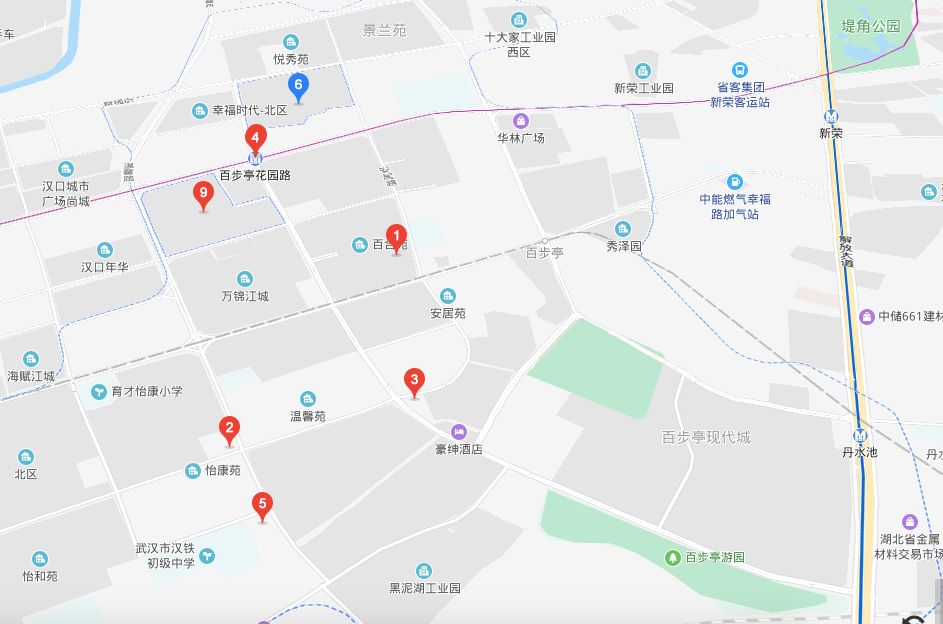 车
景兰苑
悦秀苑
6
十大家工业园
西区
堤角公园
新荣工业园
省客集团
新荣客运站
幸福时代-北区
华林广场
新荣
4
百步亭花园路
汉口城市
广场尚城
9
中能燃气幸福
路加气站
1
百步亭
秀泽园
解放大道
汉口年华
万锦江城
安居苑
中储661建材
海赋江城
育才怡康小学
3
温馨苑
2
豪绅酒店
百步亭现代城
丹水池
丹水
北区
怡康苑
5
武汉市汉铁
初级中学
怡和苑
黑泥湖工业园
百步亭游园
湖北省金属
材料交易市场